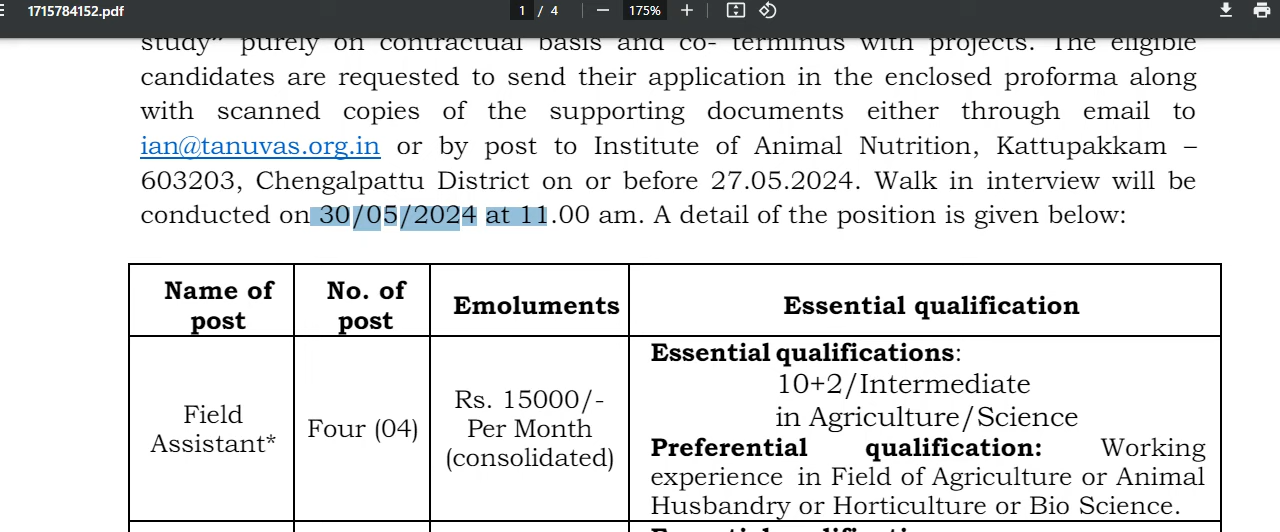 1715784152.pdf
1 / 4
175%
study" purely on contractual basis and co- terminus with projects. The eligible
candidates are requested to send their application in the enclosed proforma along
with scanned copies of the supporting documents either through email to
ian@tanuvas.org.in or by post to Institute of Animal Nutrition, Kattupakkam –
603203, Chengalpattu District on or before 27.05.2024. Walk in interview will be
conducted on 30/05/2024 at 11.00 am. A detail of the position is given below:
Name of
post
No. of
post
Emoluments
Essential qualification
Field
Assistant*
Four (04)
Rs. 15000/-
Per Month
(consolidated)
Essential qualifications:
10+2/Intermediate
in Agriculture/Science
Preferential qualification: Working
experience in Field of Agriculture or Animal
Husbandry or Horticulture or Bio Science.